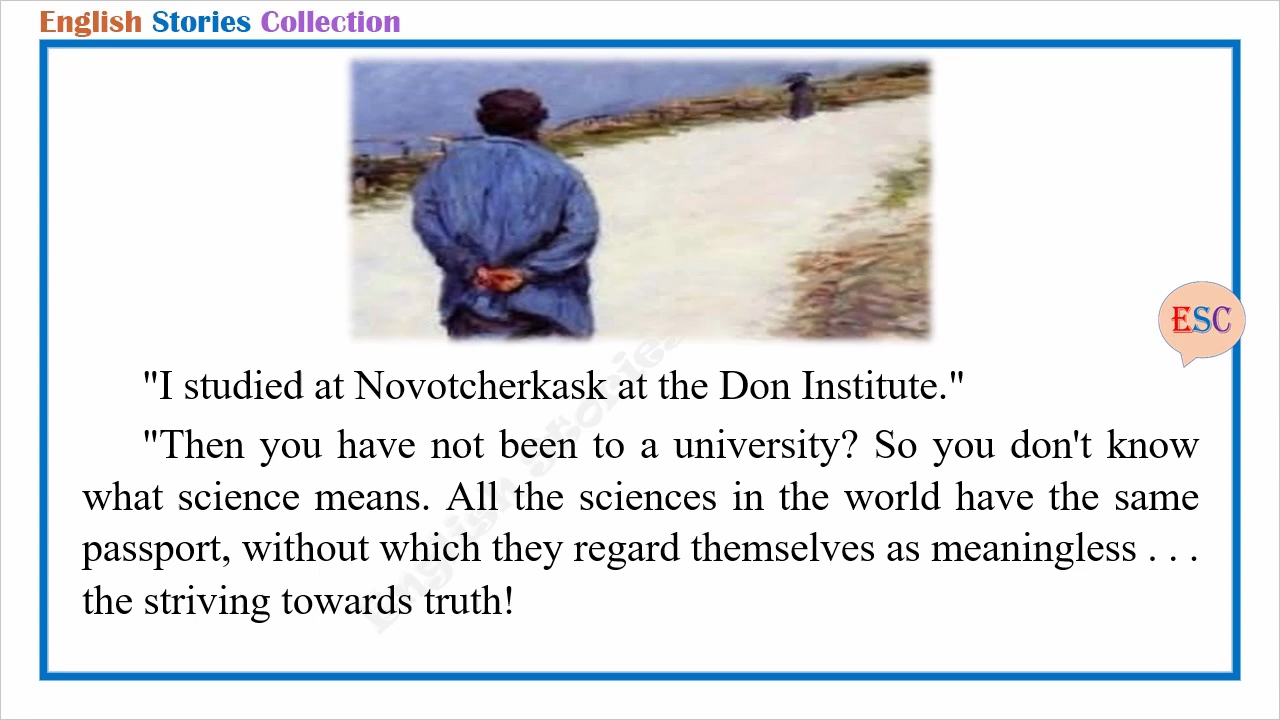 English Stories Collection
ESC
"I studied at Novotcherkask at the Don Institute."
"Then you have not been to a university? So you don't know
what science means. All the sciences in the world have the same
passport, without which they regard themselves as meaningless . . .
the striving towards truth!
English Stories